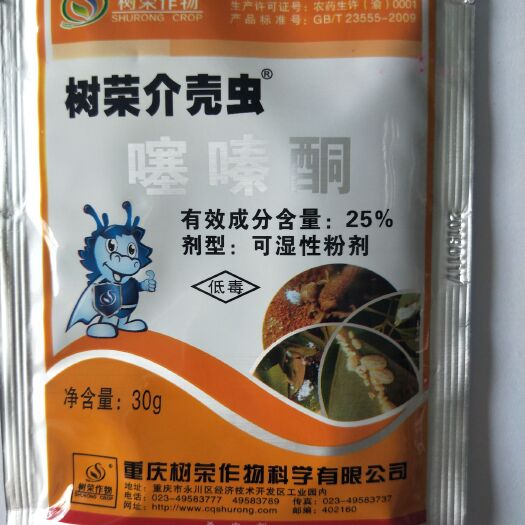 树荣作物
SHURONG CROP
生产许可证号：农药生许（渝）0001
产品标准号：GB/T 23555-2009
树荣介壳虫®
噻嗪酮
有效成分含量：25%
剂型：可湿性粉剂
低毒
净含量：30g
树荣作物
SHURONG CROP
重庆树荣作物科学有限公司
地址：重庆市永川区经济技术开发区工业园内
电话：023-49583777 49583789 传真：023-49583737
网址：http://www.cqshurong.com 邮编：402160